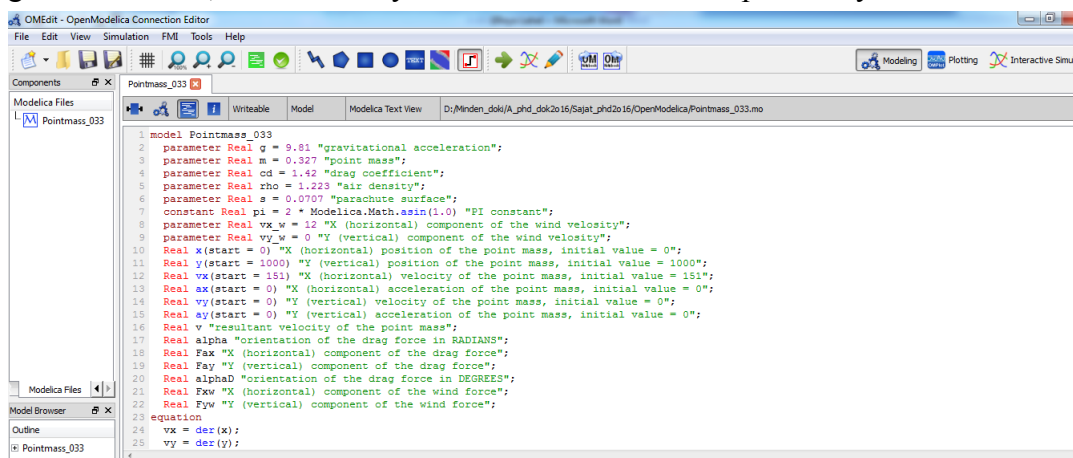 OMEdit - OpenModelica Connection Editor
File Edit View Simulation FMI Tools Help
100%
TEXT
OM OM
Modeling Plotting Interactive Simu
Components
Modelica Files
Pointmass_033
Modelica Files
Model Browser
Outline
Pointmass_033
Pointmass_033
Writeable Model Modelica Text View D:/Minden_doki/A_phd_dok2o16/Sajat_phd2o16/OpenModelica/Pointmass_033.mo
1 model Pointmass_033
2 parameter Real g = 9.81 "gravitational acceleration";
3 parameter Real m = 0.327 "point mass";
4 parameter Real cd = 1.42 "drag coefficient";
5 parameter Real rho = 1.223 "air density";
6 parameter Real s = 0.0707 "parachute surface";
7 constant Real pi = 2 * Modelica.Math.asin(1.0) "PI constant";
8 parameter Real vx_w = 12 "X (horizontal) component of the wind velosity";
9 parameter Real vy_w = 0 "Y (vertical) component of the wind velosity";
10 Real x(start = 0) "X (horizontal) position of the point mass, initial value = 0";
11 Real y(start = 1000) "Y (vertical) position of the point mass, initial value = 1000";
12 Real vx(start = 151) "X (horizontal) velocity of the point mass, initial value = 151";
13 Real ax(start = 0) "X (horizontal) acceleration of the point mass, initial value = 0";
14 Real vy(start = 0) "Y (vertical) velocity of the point mass, initial value = 0";
15 Real ay(start = 0) "Y (vertical) acceleration of the point mass, initial value = 0";
16 Real v "resultant velocity of the point mass";
17 Real alpha "orientation of the drag force in RADIANS";
18 Real Fax "X (horizontal) component of the drag force";
19 Real Fay "Y (vertical) component of the drag force";
20 Real alphaD "orientation of the drag force in DEGREES";
21 Real Fxw "X (horizontal) component of the wind force";
22 Real Fyw "Y (vertical) component of the wind force";
23 equation
24 vx = der(x);
25 vy = der(y);